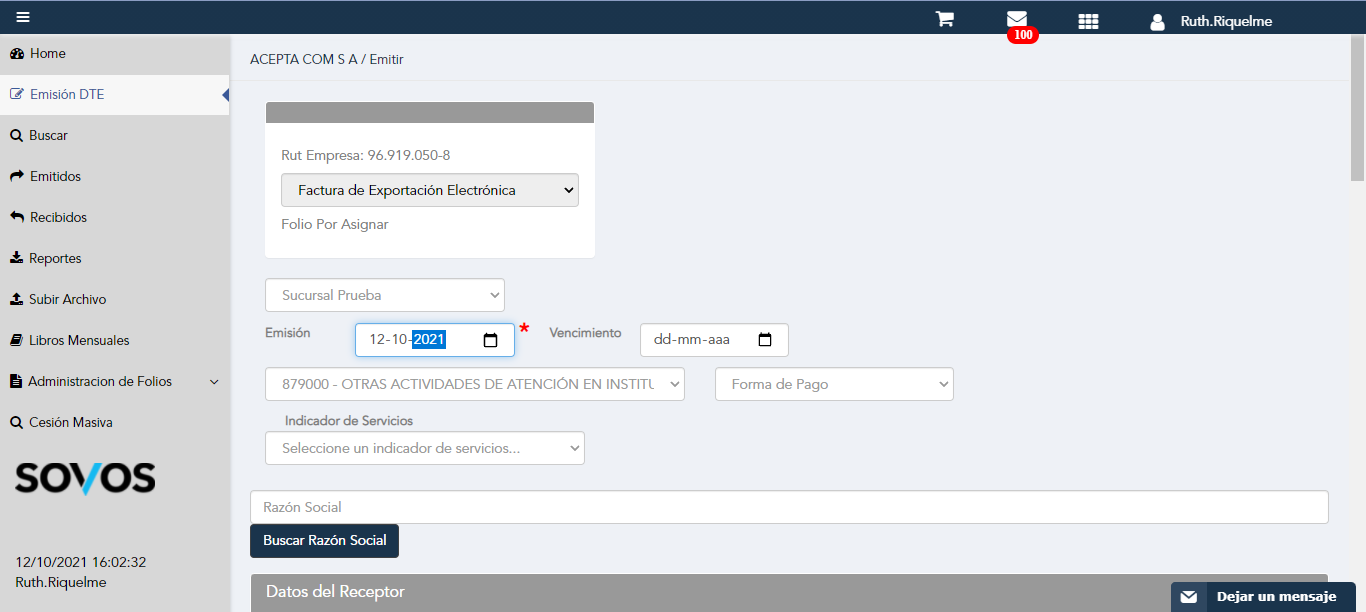 100
Ruth.Riquelme
Home
Emisión DTE
Buscar
Emitidos
Recibidos
Reportes
Subir Archivo
Libros Mensuales
Administracion de Folios
Cesión Masiva
SOVOS
12/10/2021 16:02:32
Ruth.Riquelme
ACEPTA COM S A / Emitir
Rut Empresa: 96.919.050-8
Factura de Exportación Electrónica
Folio Por Asignar
Sucursal Prueba
Emisión 12-10-2021 * Vencimiento dd-mm-aaa
879000 - OTRAS ACTIVIDADES DE ATENCIÓN EN INSTITU Forma de Pago
Indicador de Servicios
Seleccione un indicador de servicios...
Razón Social
Buscar Razón Social
Datos del Receptor
Dejar un mensaje